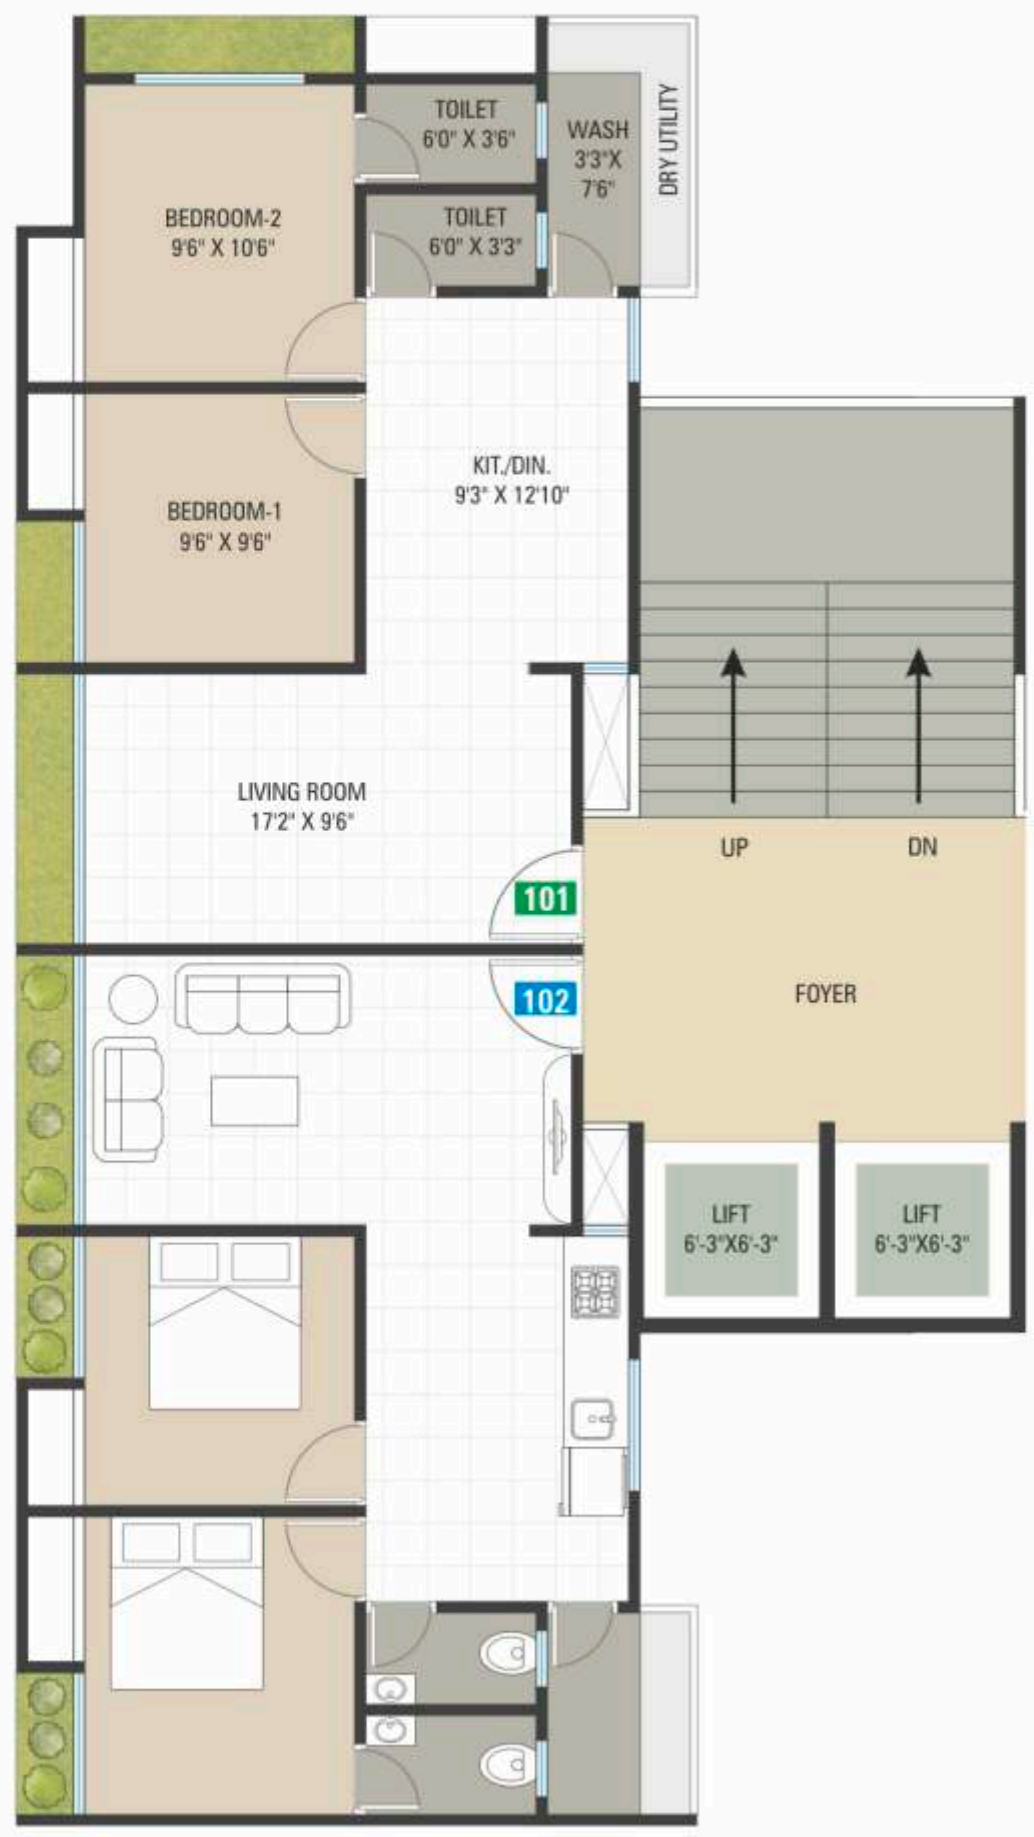 TOILET
6'0" X 3'6"
WASH
3'3"X
7'6"
DRY UTILITY
TOILET
6'0" X 3'3"
BEDROOM-2
9'6" X 10'6"
KIT./DIN.
9'3" X 12'10"
BEDROOM-1
9'6" X 9'6"
LIVING ROOM
17'2" X 9'6"
UP
DN
101
102
FOYER
LIFT
6'-3"X6'-3"
LIFT
6'-3"X6'-3"